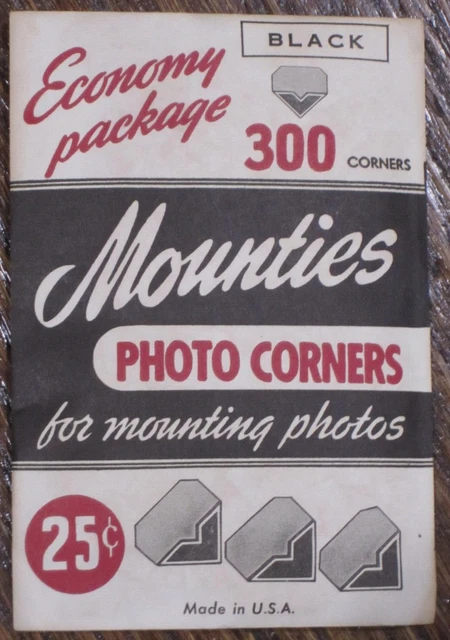 BLACK
Economy
package
300 CORNERS
Mounties
PHOTO CORNERS
for mounting photos
25¢
Made in U.S.A.